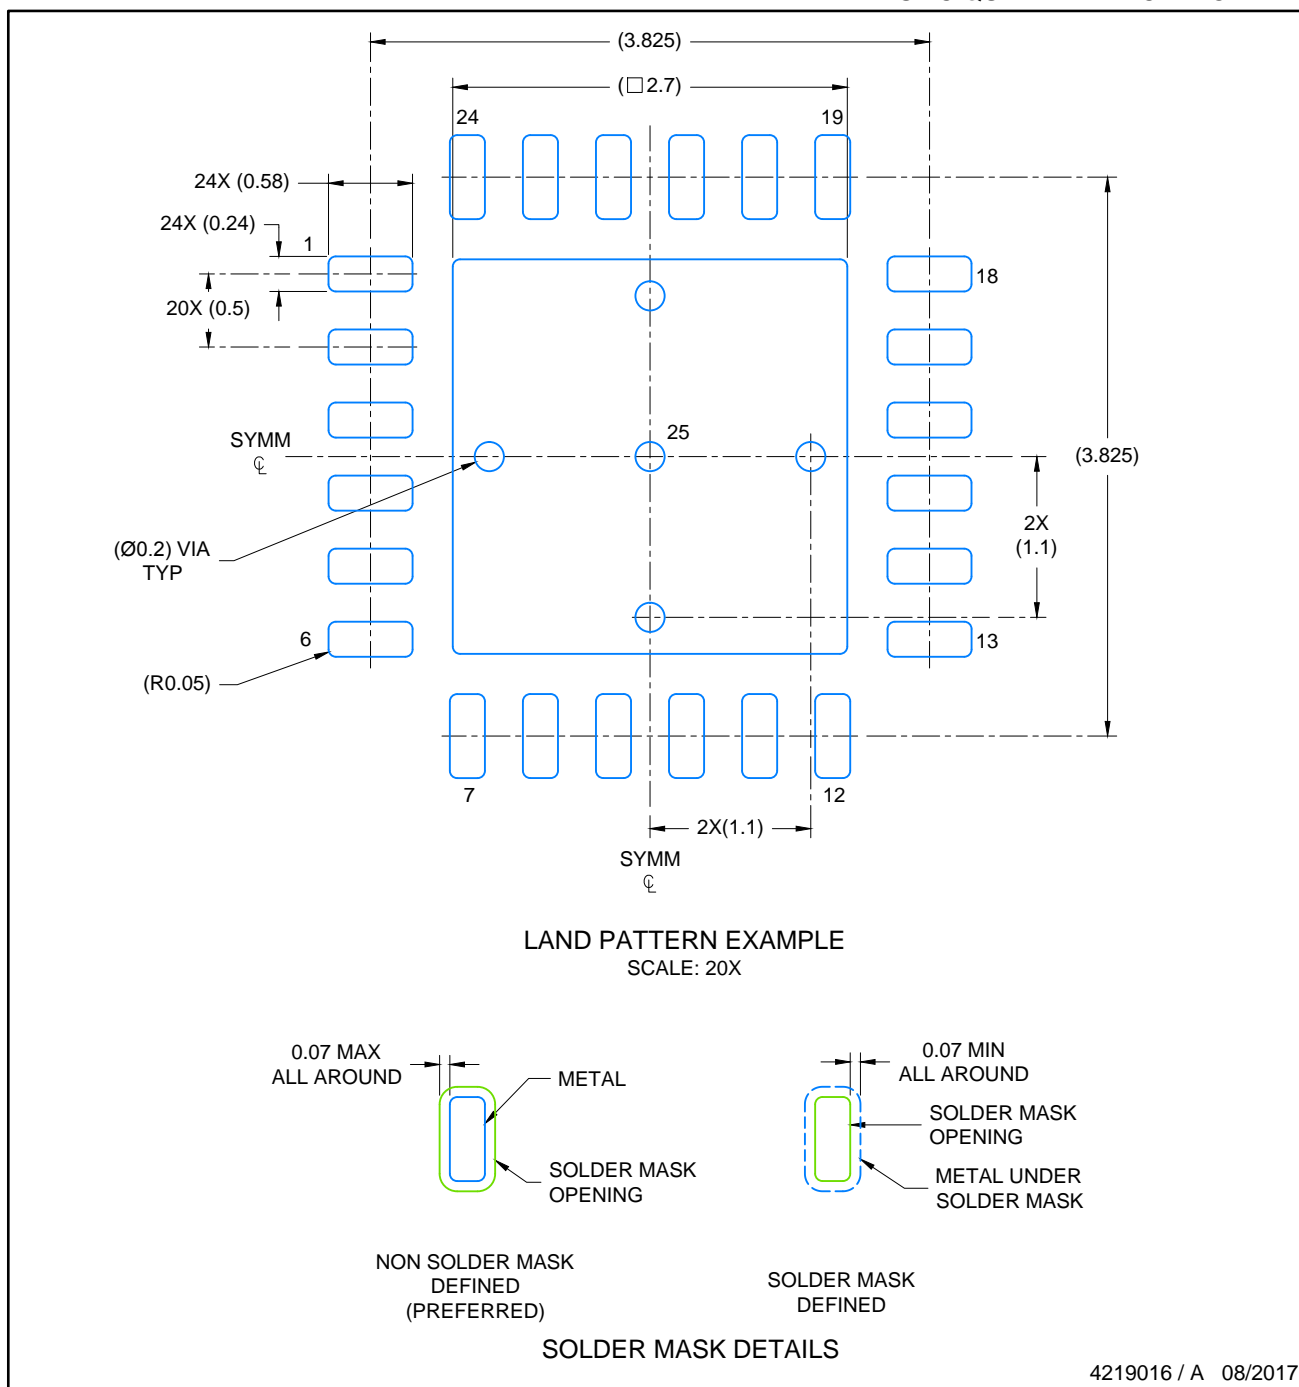 (3.825)
(□2.7)
24
19
24X (0.58)
24X (0.24)
1
18
20X (0.5)
25
SYMM
℄
(3.825)
2X
(1.1)
(Ø0.2) VIA
TYP
6
13
(R0.05)
7
12
2X(1.1)
SYMM
℄
LAND PATTERN EXAMPLE
SCALE: 20X
0.07 MAX
ALL AROUND
METAL
SOLDER MASK
OPENING
0.07 MIN
ALL AROUND
SOLDER MASK
OPENING
METAL UNDER
SOLDER MASK
NON SOLDER MASK
DEFINED
(PREFERRED)
SOLDER MASK
DEFINED
SOLDER MASK DETAILS
4219016 / A 08/2017